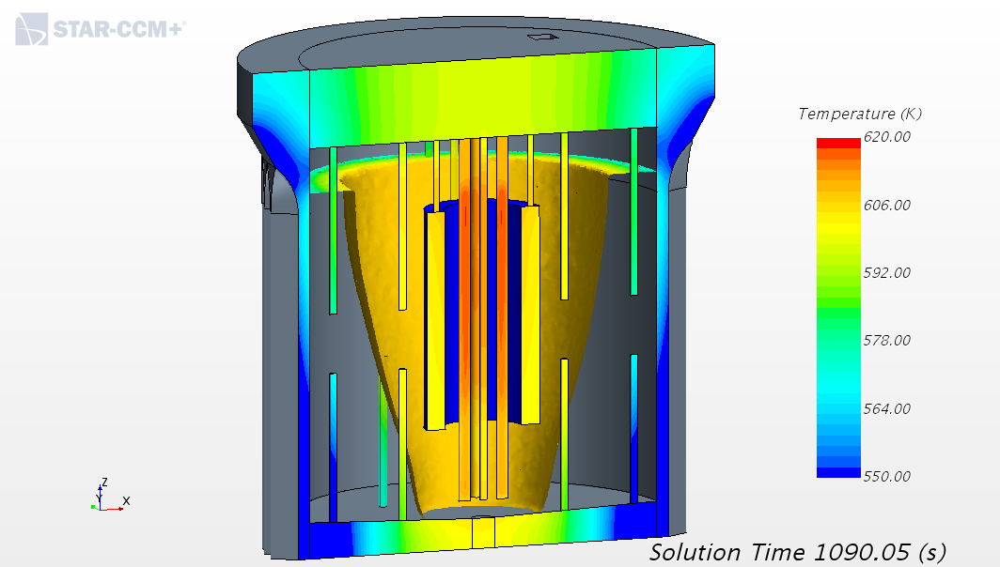 STAR-CCM+®
Temperature (K)
620.00
606.00
592.00
578.00
564.00
550.00
Z
Y
X
Solution Time 1090.05 (s)